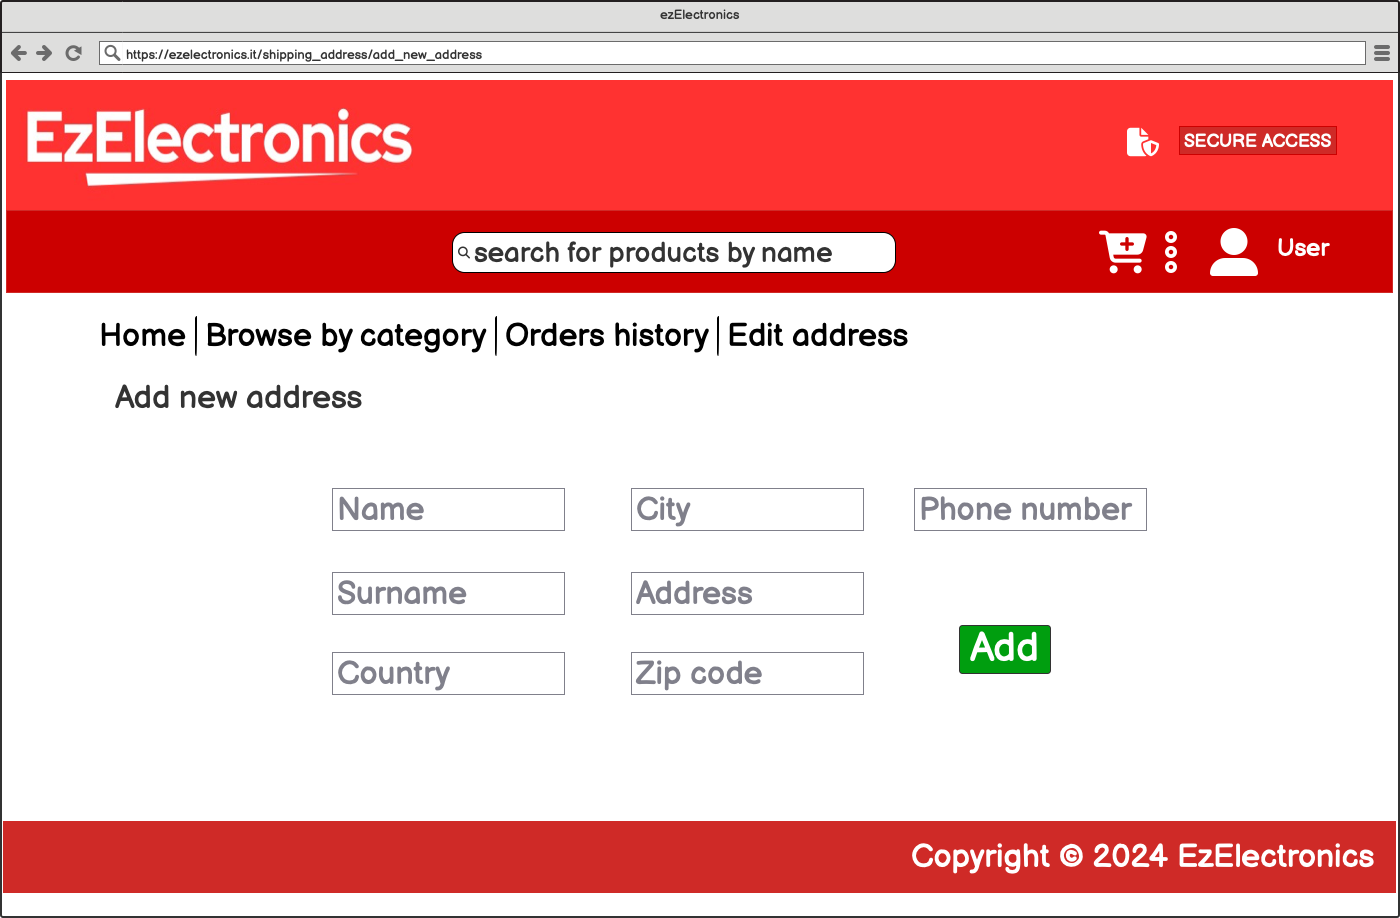 ezElectronics
https://ezelectronics.it/shipping_address/add_new_address
EzElectronics
SECURE ACCESS
search for products by name
User
Home Browse by category Orders history Edit address
Add new address
Name City Phone number
Surname Address
Add
Country Zip code
Copyright © 2024 EzElectronics